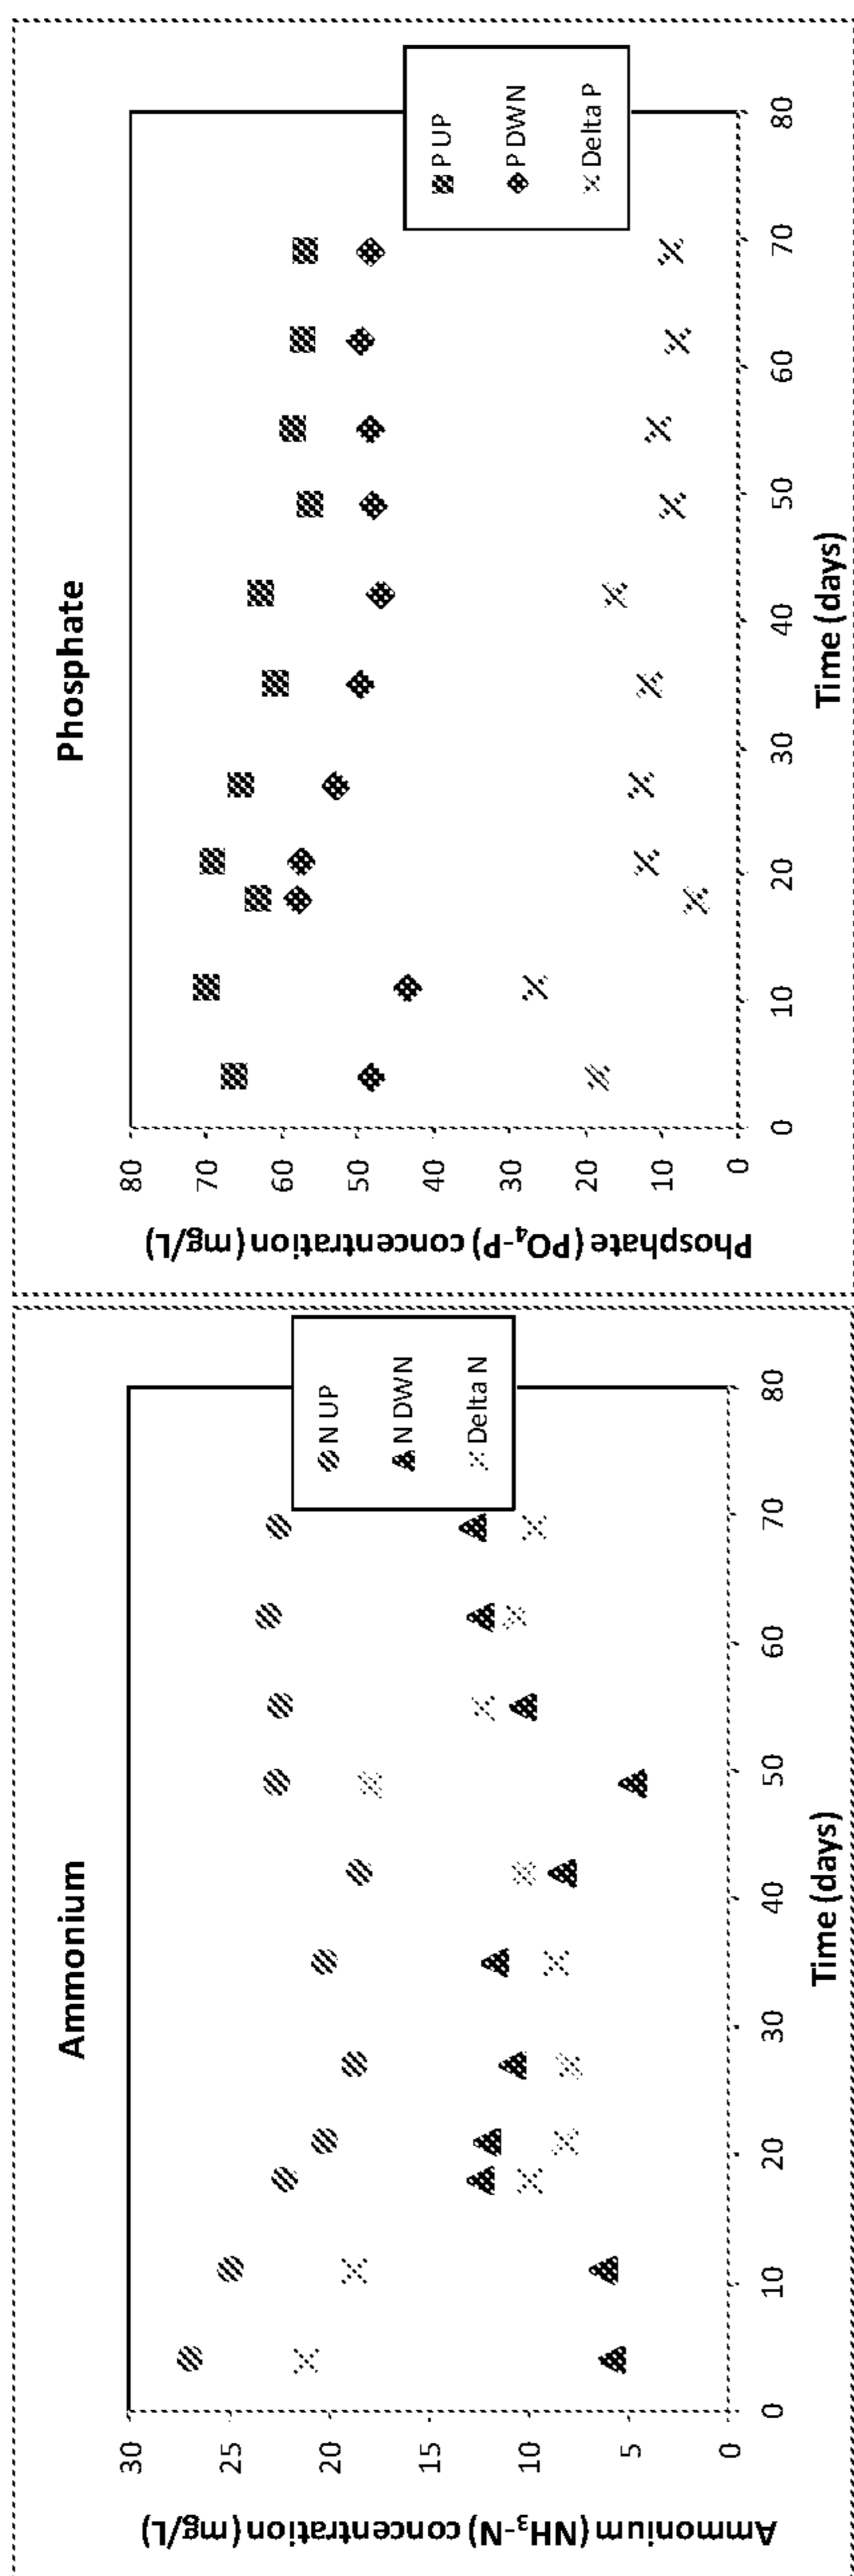 Ammonium
Ammonium (NH₃-N) concentration (mg/L)
30
25
20
15
10
5
0
0 10 20 30 40 50 60 70 80
Time (days)
N UP
N DWN
Delta N
Phosphate
Phosphate (PO₄-P) concentration (mg/L)
80
70
60
50
40
30
20
10
0
0 10 20 30 40 50 60 70 80
Time (days)
P UP
P DWN
Delta P